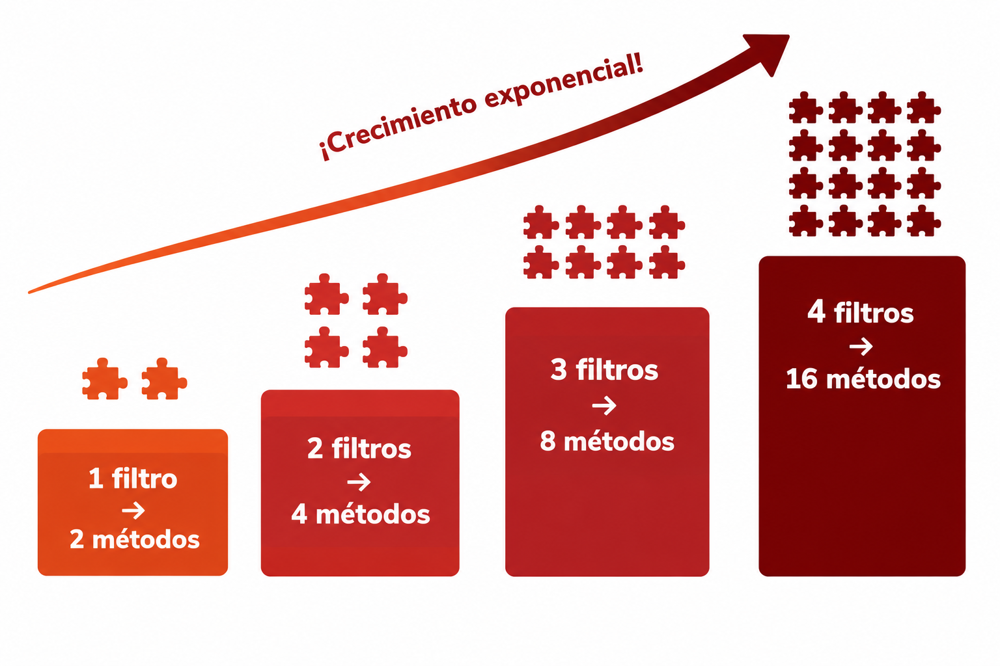 ¡Crecimiento exponencial!
1 filtro
→
2 métodos
2 filtros
→
4 métodos
3 filtros
→
8 métodos
4 filtros
→
16 métodos